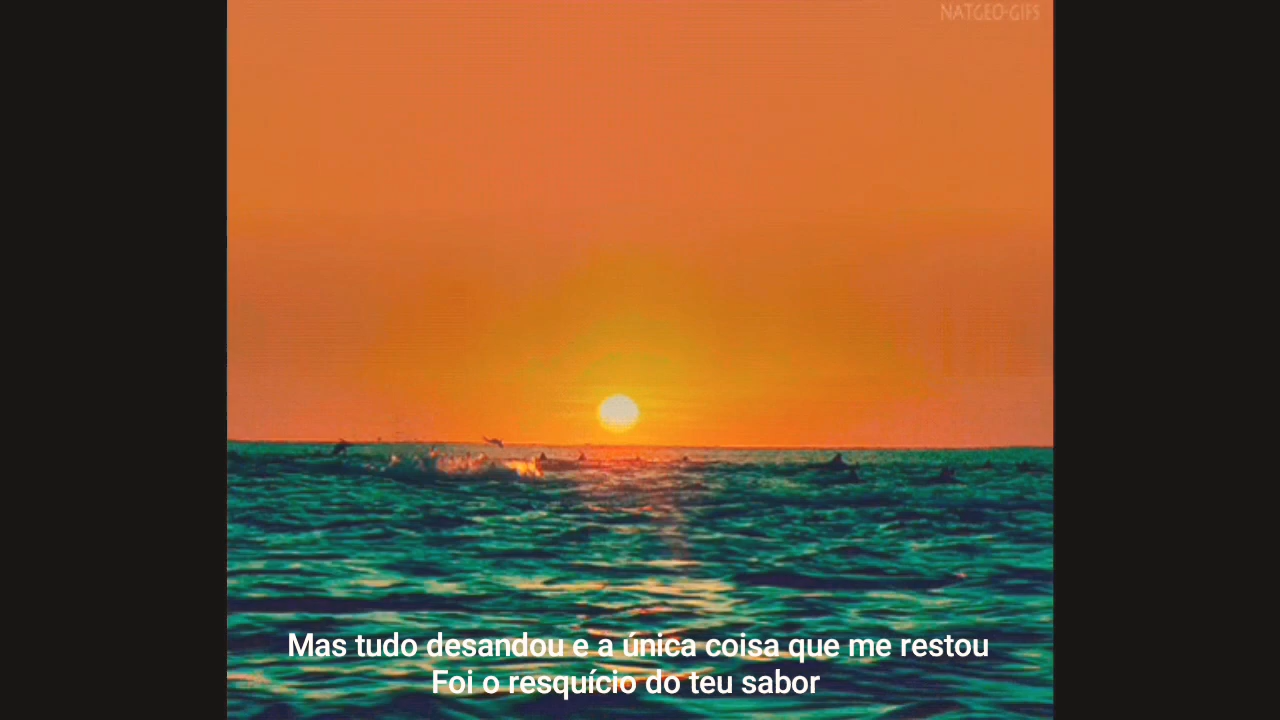 NATGEO-GIFS
Mas tudo desandou e a única coisa que me restou
Foi o resquício do teu sabor